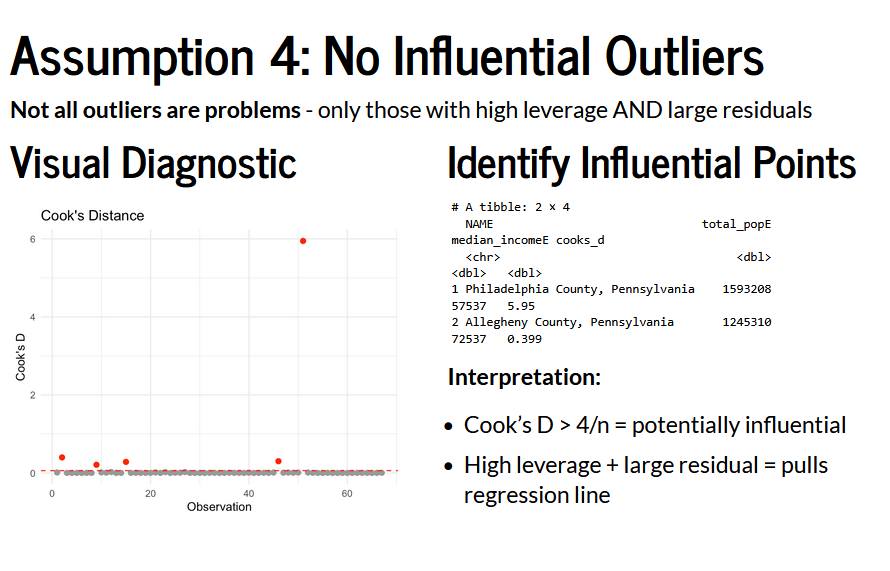 Assumption 4: No Influential Outliers
Not all outliers are problems - only those with high leverage AND large residuals
Visual Diagnostic
Cook's Distance
6
4
2
0
Cook's D
0 20 40 60
Observation
Identify Influential Points
# A tibble: 2 × 4
NAME total_popE
median_incomeE cooks_d
<chr> <dbl>
<dbl> <dbl>
1 Philadelphia County, Pennsylvania 1593208
57537 5.95
2 Allegheny County, Pennsylvania 1245310
72537 0.399
Interpretation:
• Cook’s D > 4/n = potentially influential
• High leverage + large residual = pulls
regression line